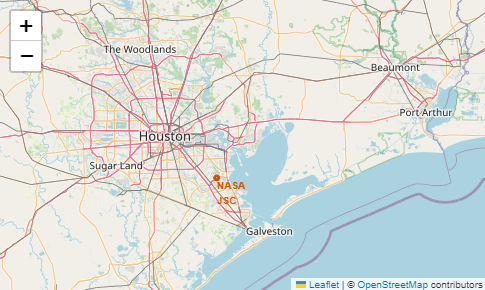 +
−
The Woodlands
Beaumont
Port Arthur
Houston
Sugar Land
NASA
JSC
Galveston
Leaflet | © OpenStreetMap contributors